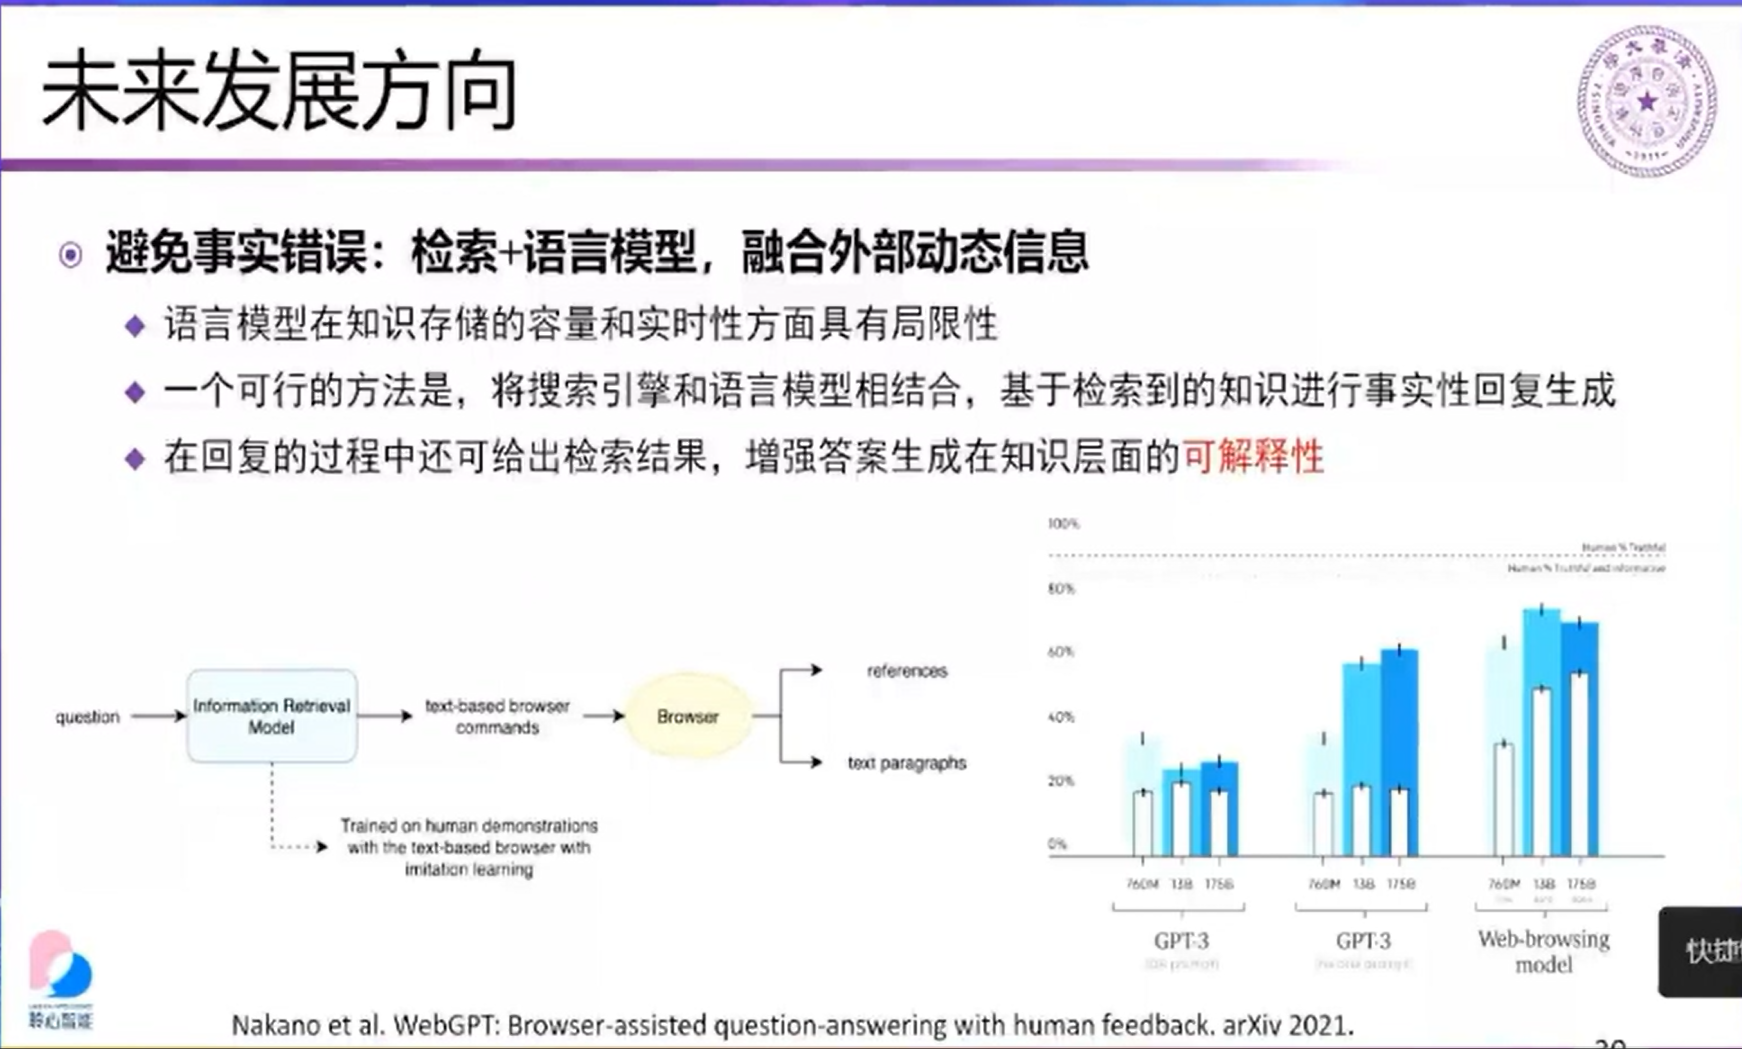 未来发展方向
TSINGHUA UNIVERSITY
避免事实错误：检索+语言模型，融合外部动态信息
语言模型在知识存储的容量和实时性方面具有局限性
一个可行的方法是，将搜索引擎和语言模型相结合，基于检索到的知识进行事实性回复生成
在回复的过程中还可给出检索结果，增强答案生成在知识层面的可解释性
question
Information Retrieval
Model
text-based browser
commands
Browser
references
text paragraphs
Trained on human demonstrations
with the text-based browser with
imitation learning
100%
Human % Truthful
Human % Truthful and informative
80%
60%
40%
20%
0%
760M 13B 175B
760M 13B 175B
760M 13B 175B
GPT-3
GPT-3
Web-browsing
model
聆心智能
快捷
Nakano et al. WebGPT: Browser-assisted question-answering with human feedback. arXiv 2021.